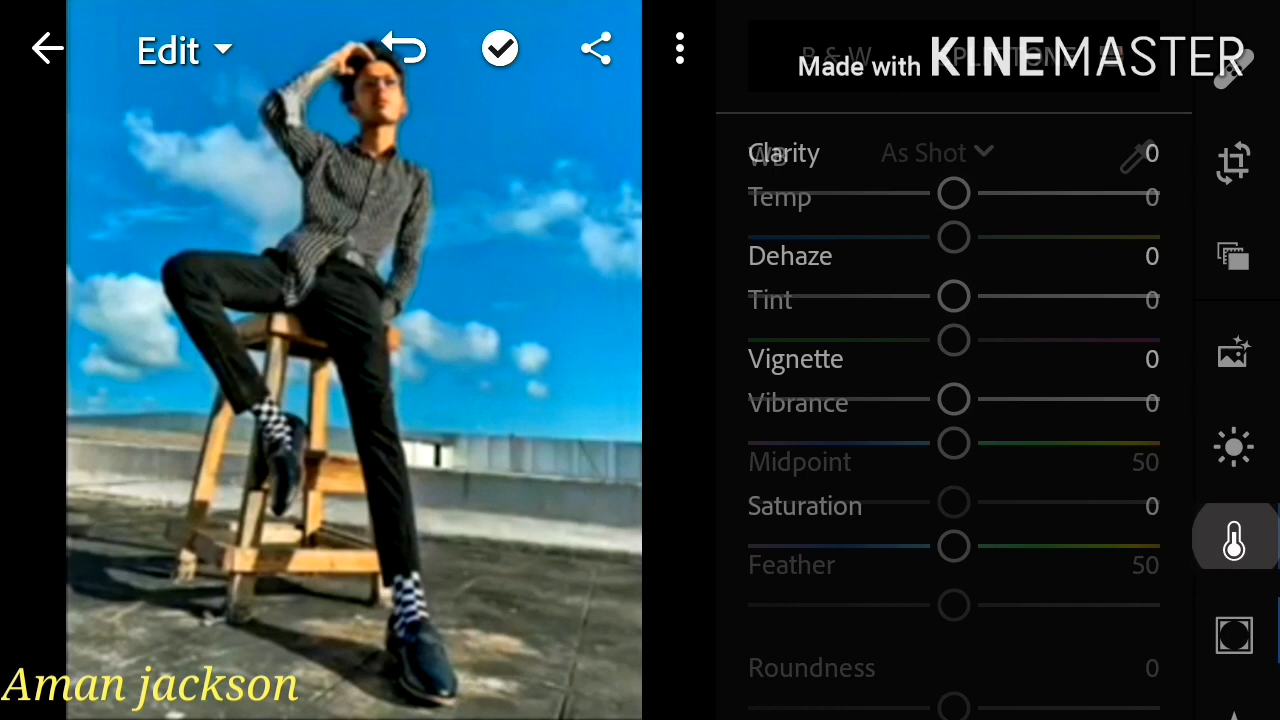 Edit
B & W
Made with KINEMASTER
Clarity 0
WB As Shot
Temp 0
Dehaze 0
Tint 0
Vignette 0
Vibrance 0
Midpoint 50
Saturation 0
Feather 50
Roundness 0
Aman jackson